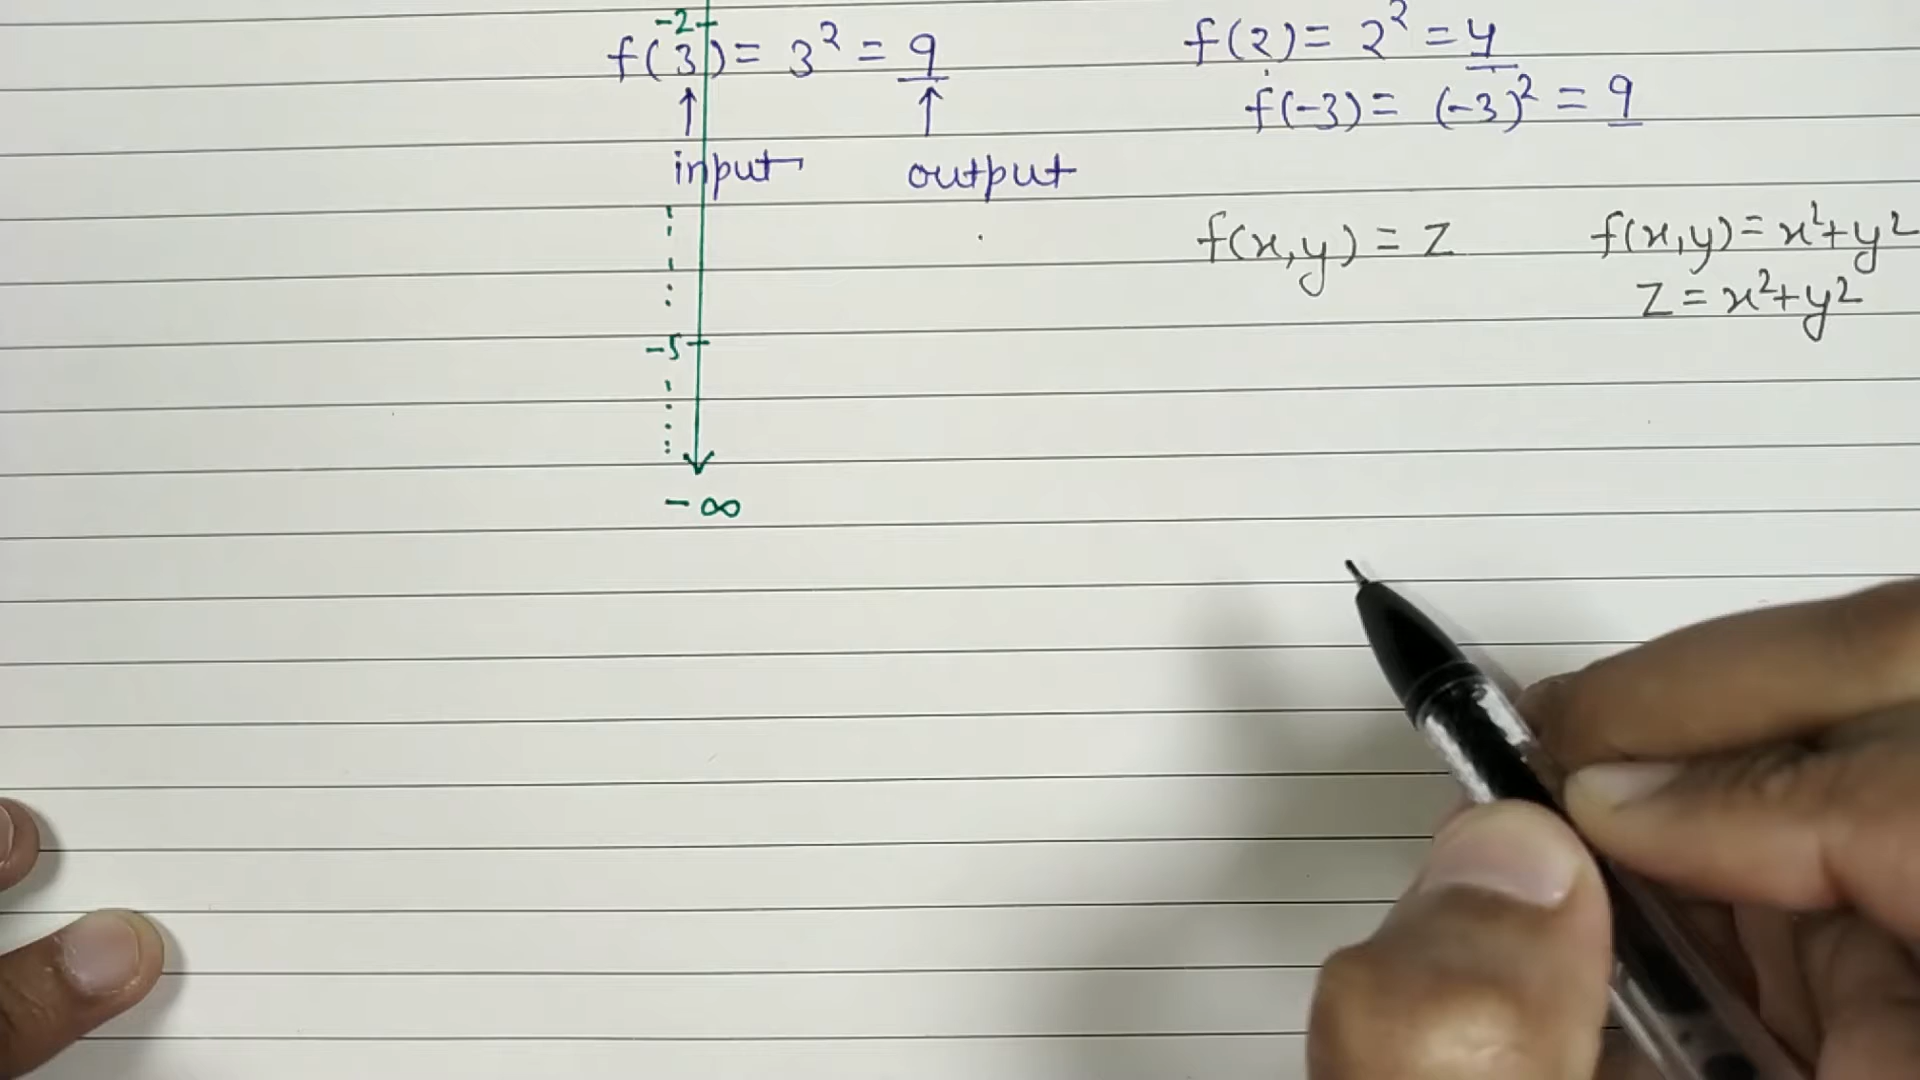 -2
f(3) = 3² = 9
f(2) = 2² = 4
f(-3) = (-3)² = 9
input output
f(x,y) = z
f(x,y) = x²+y²
z = x²+y²
-5
-∞